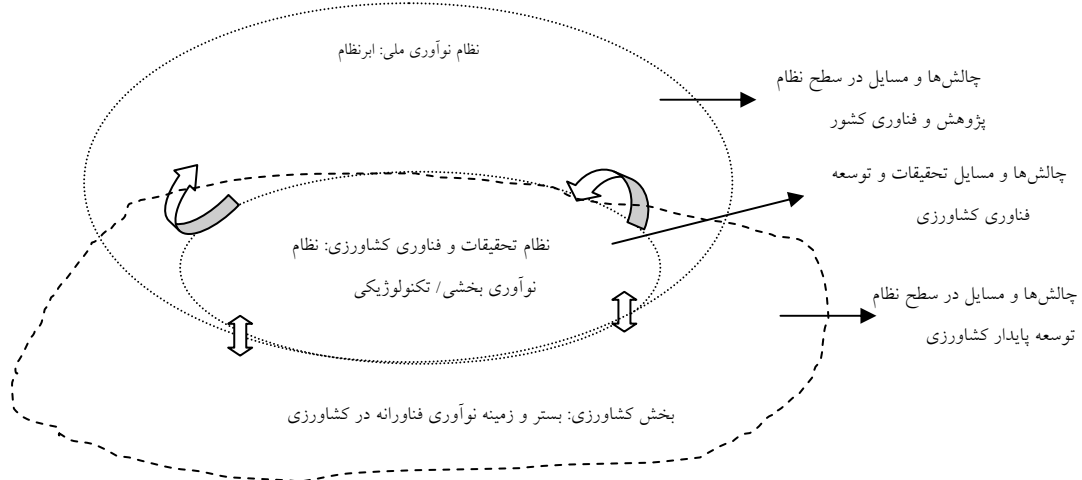 نظام نوآوری ملی: ابرنظام
چالش‌ها و مسایل در سطح نظام
پژوهش و فناوری کشور
چالش‌ها و مسایل تحقیقات و توسعه
فناوری کشاورزی
نظام تحقیقات و فناوری کشاورزی: نظام
نوآوری بخشی/ تکنولوژیکی
چالش‌ها و مسایل در سطح نظام
توسعه پایدار کشاورزی
بخش کشاورزی: بستر و زمینه نوآوری فناورانه در کشاورزی